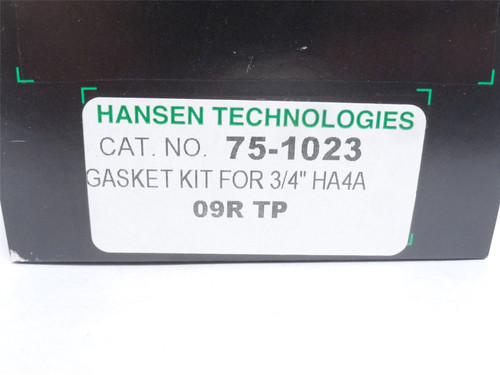 HANSEN TECHNOLOGIES
CAT. NO. 75-1023
GASKET KIT FOR 3/4" HA4A
09R TP